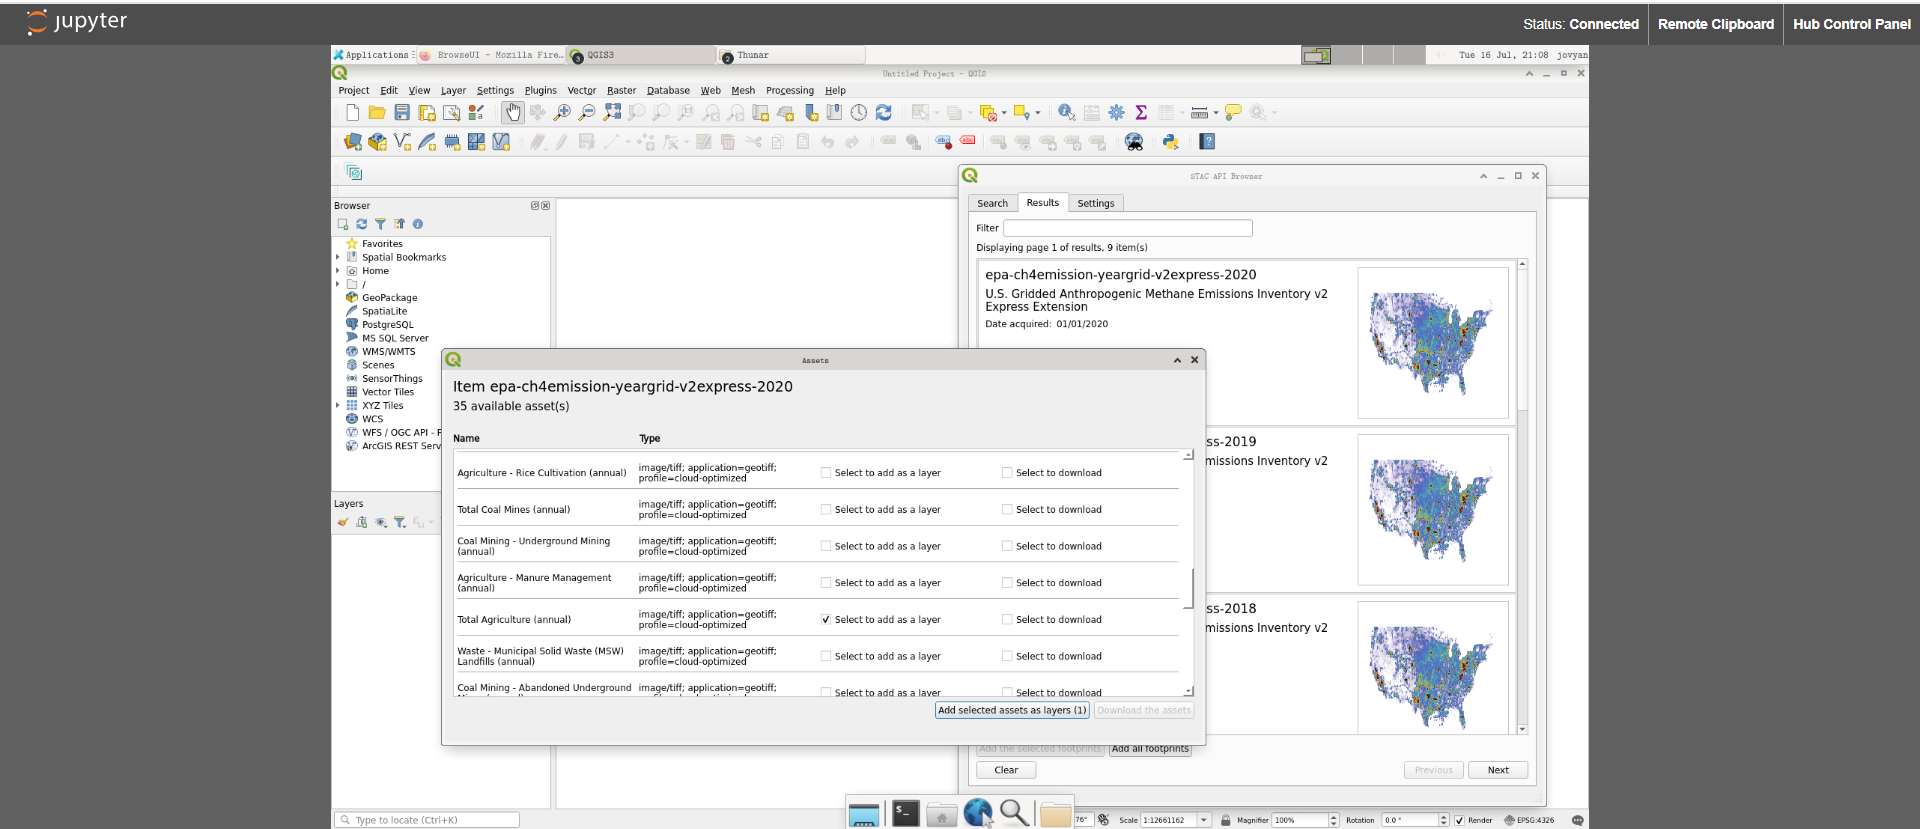 jupyter
Status: Connected
Remote Clipboard
Hub Control Panel
Applications
BrowseUI - Mozilla Fire...
3 QGIS3
2 Thunar
Tue 16 Jul, 21:08 jovyan
Untitled Project - QGIS
Project Edit View Layer Settings Plugins Vector Raster Database Web Mesh Processing Help
Browser
Favorites
Spatial Bookmarks
Home
/
GeoPackage
SpatiaLite
PostgreSQL
MS SQL Server
WMS/WMTS
Scenes
SensorThings
Vector Tiles
XYZ Tiles
WCS
WFS / OGC API - F
ArcGIS REST Serv
Layers
STAC API Browser
Search Results Settings
Filter
Displaying page 1 of results, 9 item(s)
epa-ch4emission-yeargrid-v2express-2020
U.S. Gridded Anthropogenic Methane Emissions Inventory v2
Express Extension
Date acquired: 01/01/2020
ss-2019
missions Inventory v2
ss-2018
missions Inventory v2
Add the selected footprints
Add all footprints
Clear
Previous
Next
Assets
Item epa-ch4emission-yeargrid-v2express-2020
35 available asset(s)
Name Type
Agriculture - Rice Cultivation (annual)
image/tiff; application=geotiff;
profile=cloud-optimized
Select to add as a layer
Select to download
Total Coal Mines (annual)
image/tiff; application=geotiff;
profile=cloud-optimized
Select to add as a layer
Select to download
Coal Mining - Underground Mining
(annual)
image/tiff; application=geotiff;
profile=cloud-optimized
Select to add as a layer
Select to download
Agriculture - Manure Management
(annual)
image/tiff; application=geotiff;
profile=cloud-optimized
Select to add as a layer
Select to download
Total Agriculture (annual)
image/tiff; application=geotiff;
profile=cloud-optimized
Select to add as a layer
Select to download
Waste - Municipal Solid Waste (MSW)
Landfills (annual)
image/tiff; application=geotiff;
profile=cloud-optimized
Select to add as a layer
Select to download
Coal Mining - Abandoned Underground
image/tiff; application=geotiff;
profile=cloud-optimized
Select to add as a layer
Select to download
Add selected assets as layers (1)
Download the assets
Type to locate (Ctrl+K)
76°
Scale 1:12661162
Magnifier 100%
Rotation 0.0 °
Render
EPSG:4326